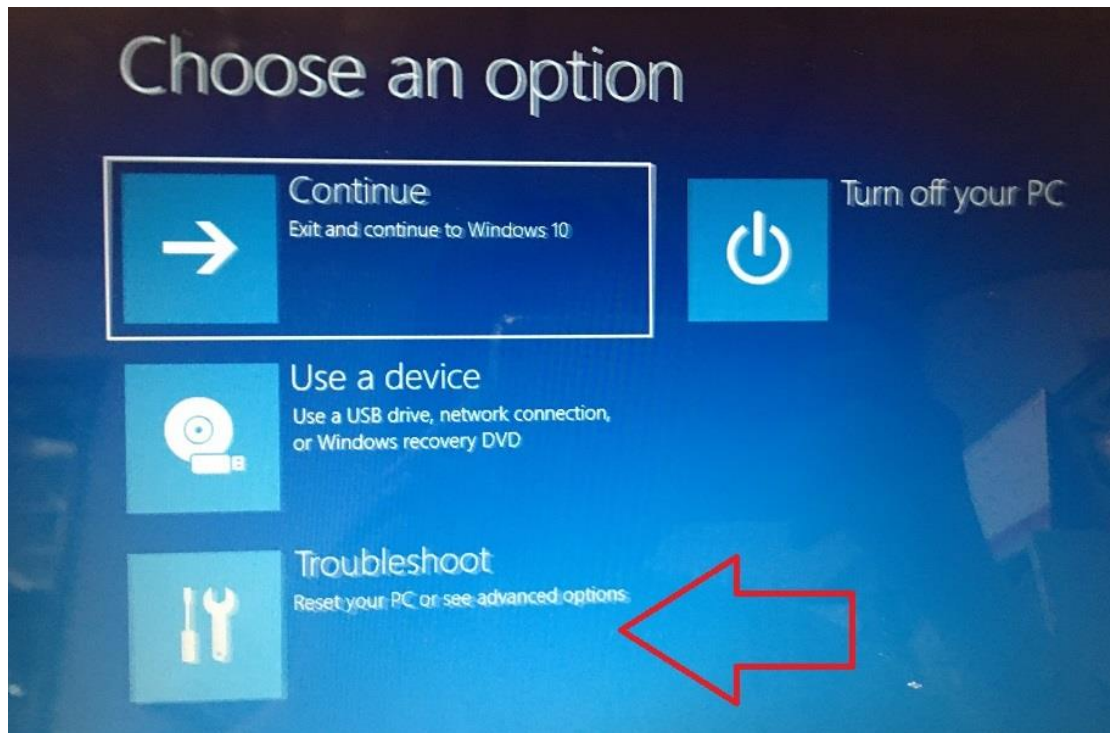 Choose an option
Continue
Exit and continue to Windows 10
Turn off your PC
Use a device
Use a USB drive, network connection,
or Windows recovery DVD
Troubleshoot
Reset your PC or see advanced options